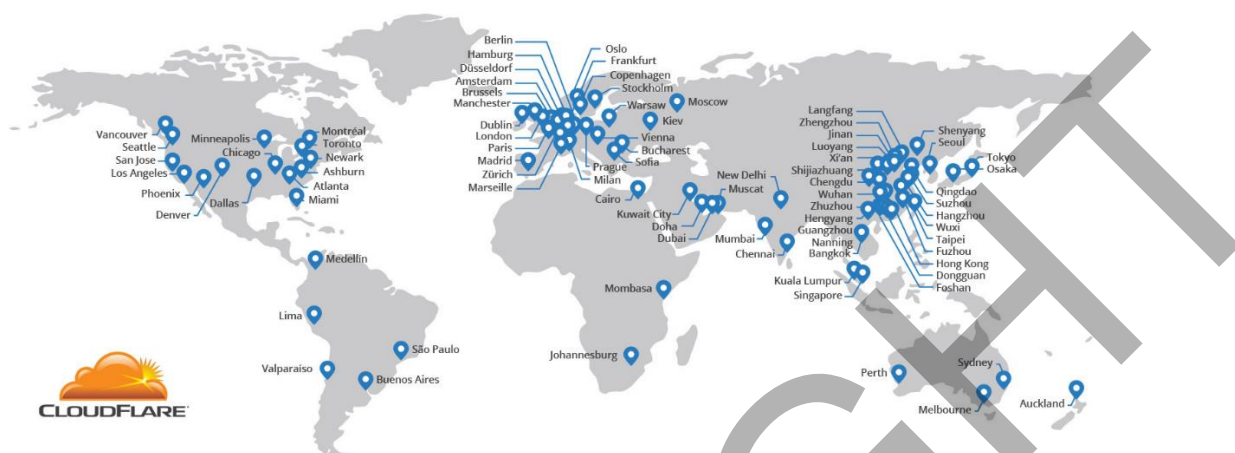 Vancouver
Seattle
San Jose
Los Angeles
Phoenix
Denver
Minneapolis
Chicago
Dallas
Montréal
Toronto
Newark
Ashburn
Atlanta
Miami
Medellín
Lima
Valparaíso
São Paulo
Buenos Aires
CLOUDFLARE
Berlin
Hamburg
Düsseldorf
Amsterdam
Brussels
Manchester
Dublin
London
Paris
Madrid
Zürich
Marseille
Oslo
Frankfurt
Copenhagen
Stockholm
Warsaw
Moscow
Kiev
Vienna
Bucharest
Sofia
Prague
Milan
Cairo
Kuwait City
Doha
Dubai
Muscat
New Delhi
Mumbai
Chennai
Mombasa
Johannesburg
Langfang
Zhengzhou
Jinan
Luoyang
Xi'an
Shijiazhuang
Chengdu
Wuhan
Zhuzhou
Hengyang
Guangzhou
Nanning
Bangkok
Kuala Lumpur
Singapore
Shenyang
Seoul
Tokyo
Osaka
Qingdao
Suzhou
Hangzhou
Wuxi
Taipei
Fuzhou
Hong Kong
Dongguan
Foshan
Perth
Sydney
Melbourne
Auckland